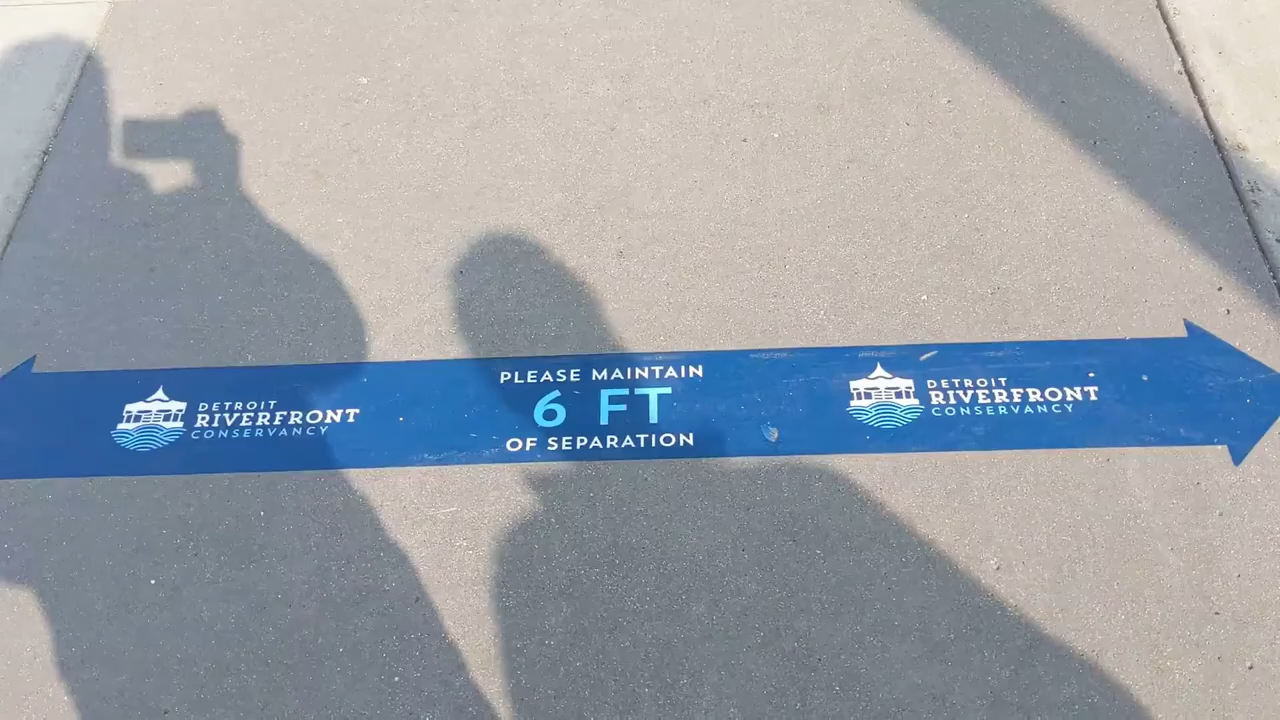 DETROIT
RIVERFRONT
CONSERVANCY
PLEASE MAINTAIN
6 FT
OF SEPARATION
DETROIT
RIVERFRONT
CONSERVANCY